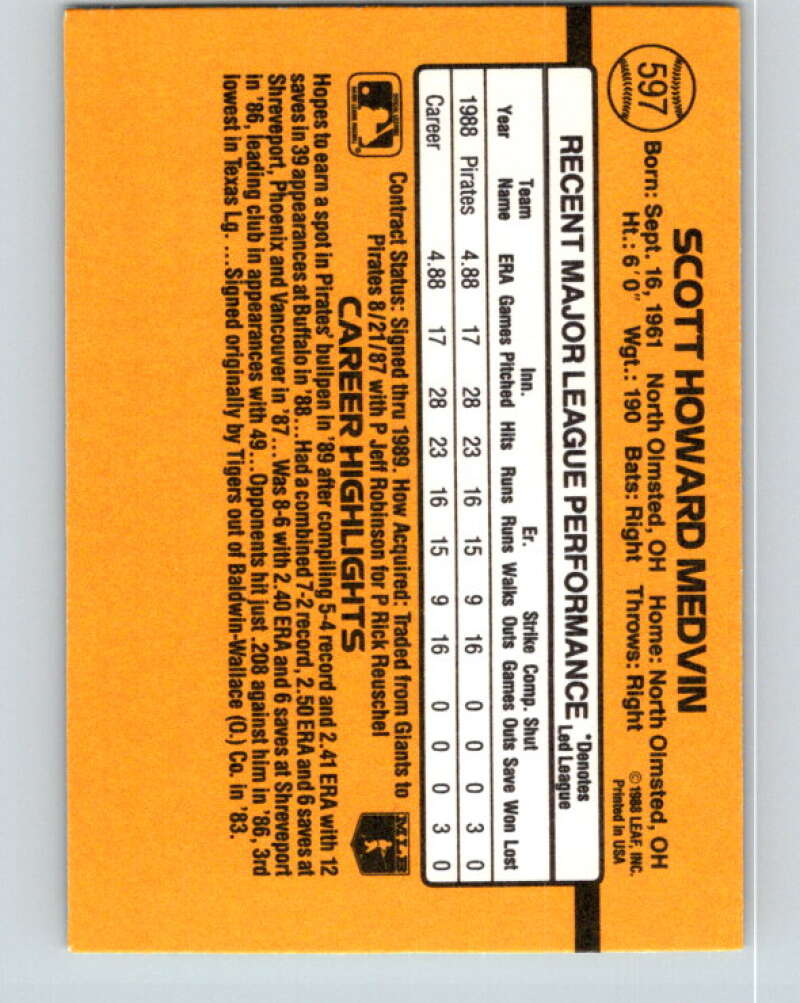 597
SCOTT HOWARD MEDVIN
Born: Sept. 16, 1961 North Olmsted, OH Home: North Olmsted, OH
Ht.: 6'0" Wgt.: 190 Bats: Right Throws: Right
© 1988 LEAF, INC.
Printed in USA
RECENT MAJOR LEAGUE PERFORMANCE *Denotes
Led League
Team Inn. Er. Strike Comp. Shut
Year Name ERA Games Pitched Hits Runs Runs Walks Outs Games Outs Save Won Lost
1988 Pirates 4.88 17 28 23 16 15 9 16 0 0 0 3 0
Career 4.88 17 28 23 16 15 9 16 0 0 0 3 0
Contract Status: Signed thru 1989. How Acquired: Traded from Giants to
Pirates 8/21/87 with P Jeff Robinson for P Rick Reuschel
MLB
CAREER HIGHLIGHTS
Hopes to earn a spot in Pirates' bullpen in '89 after compiling 5-4 record and 2.41 ERA with 12
saves in 39 appearances at Buffalo in '88...Had a combined 7-2 record, 2.50 ERA and 6 saves at
Shreveport, Phoenix and Vancouver in '87...Was 8-6 with 2.40 ERA and 6 saves at Shreveport
in '86, leading club in appearances with 49...Opponents hit just .208 against him in '86, 3rd
lowest in Texas Lg. ...Signed originally by Tigers out of Baldwin-Wallace (O.) Co. in '83.